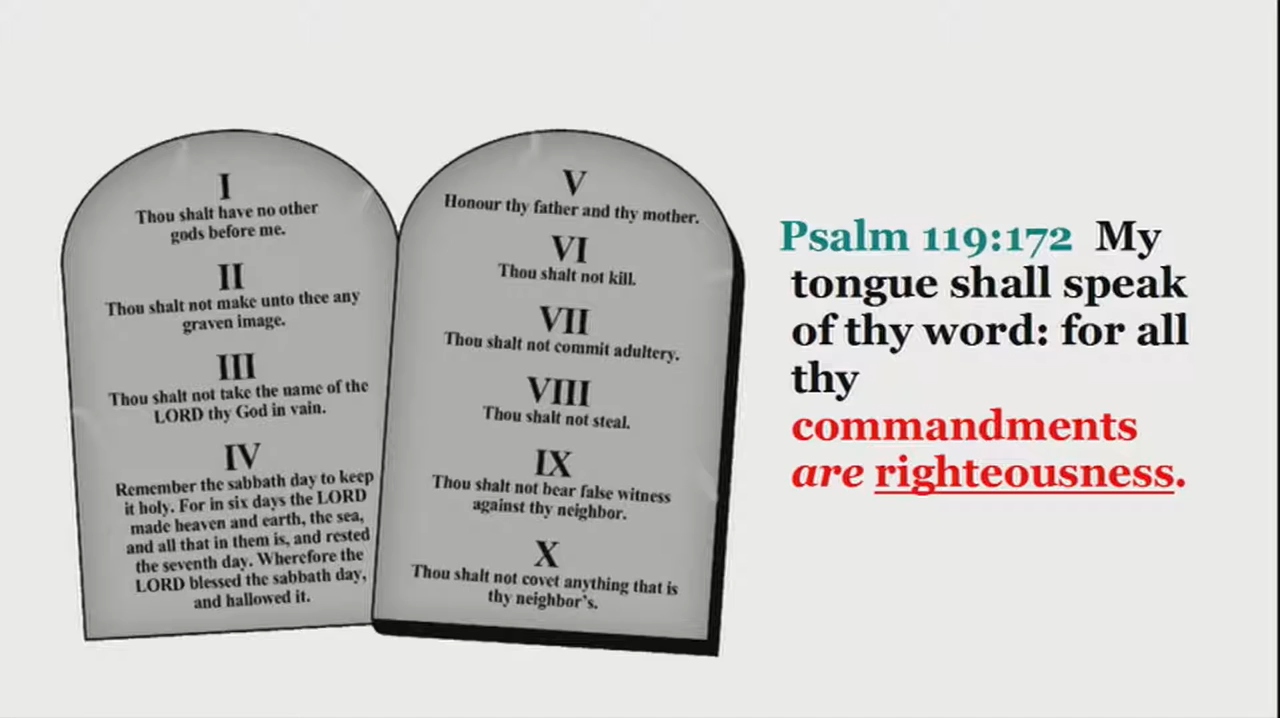 I
Thou shalt have no other
gods before me.
II
Thou shalt not make unto thee any
graven image.
III
Thou shalt not take the name of the
LORD thy God in vain.
IV
Remember the sabbath day to keep
it holy. For in six days the LORD
made heaven and earth, the sea,
and all that in them is, and rested
the seventh day. Wherefore the
LORD blessed the sabbath day,
and hallowed it.
V
Honour thy father and thy mother.
VI
Thou shalt not kill.
VII
Thou shalt not commit adultery.
VIII
Thou shalt not steal.
IX
Thou shalt not bear false witness
against thy neighbor.
X
Thou shalt not covet anything that is
thy neighbor's.
Psalm 119:172 My
tongue shall speak
of thy word: for all
thy
commandments
are righteousness.